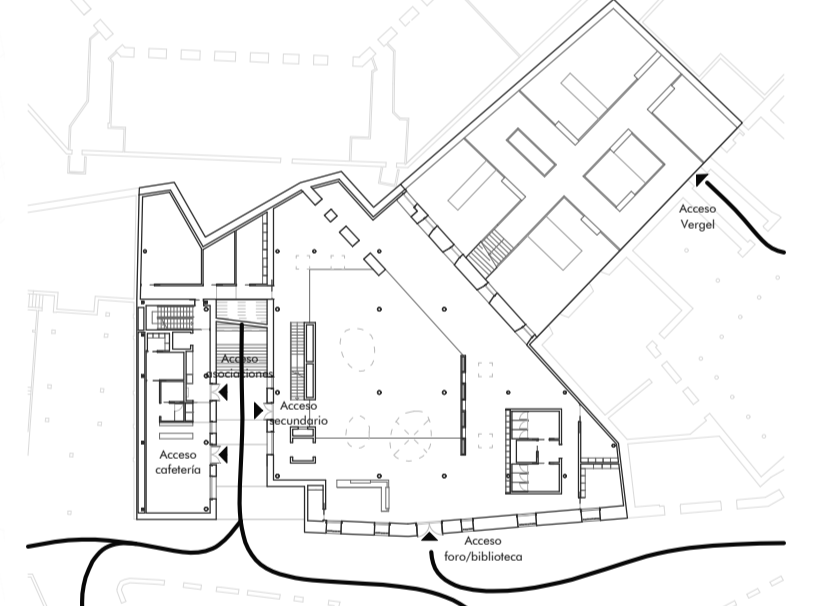 Acceso
Vergel
Acceso
asociaciones
Acceso
secundario
Acceso
cafetería
Acceso
foro/biblioteca